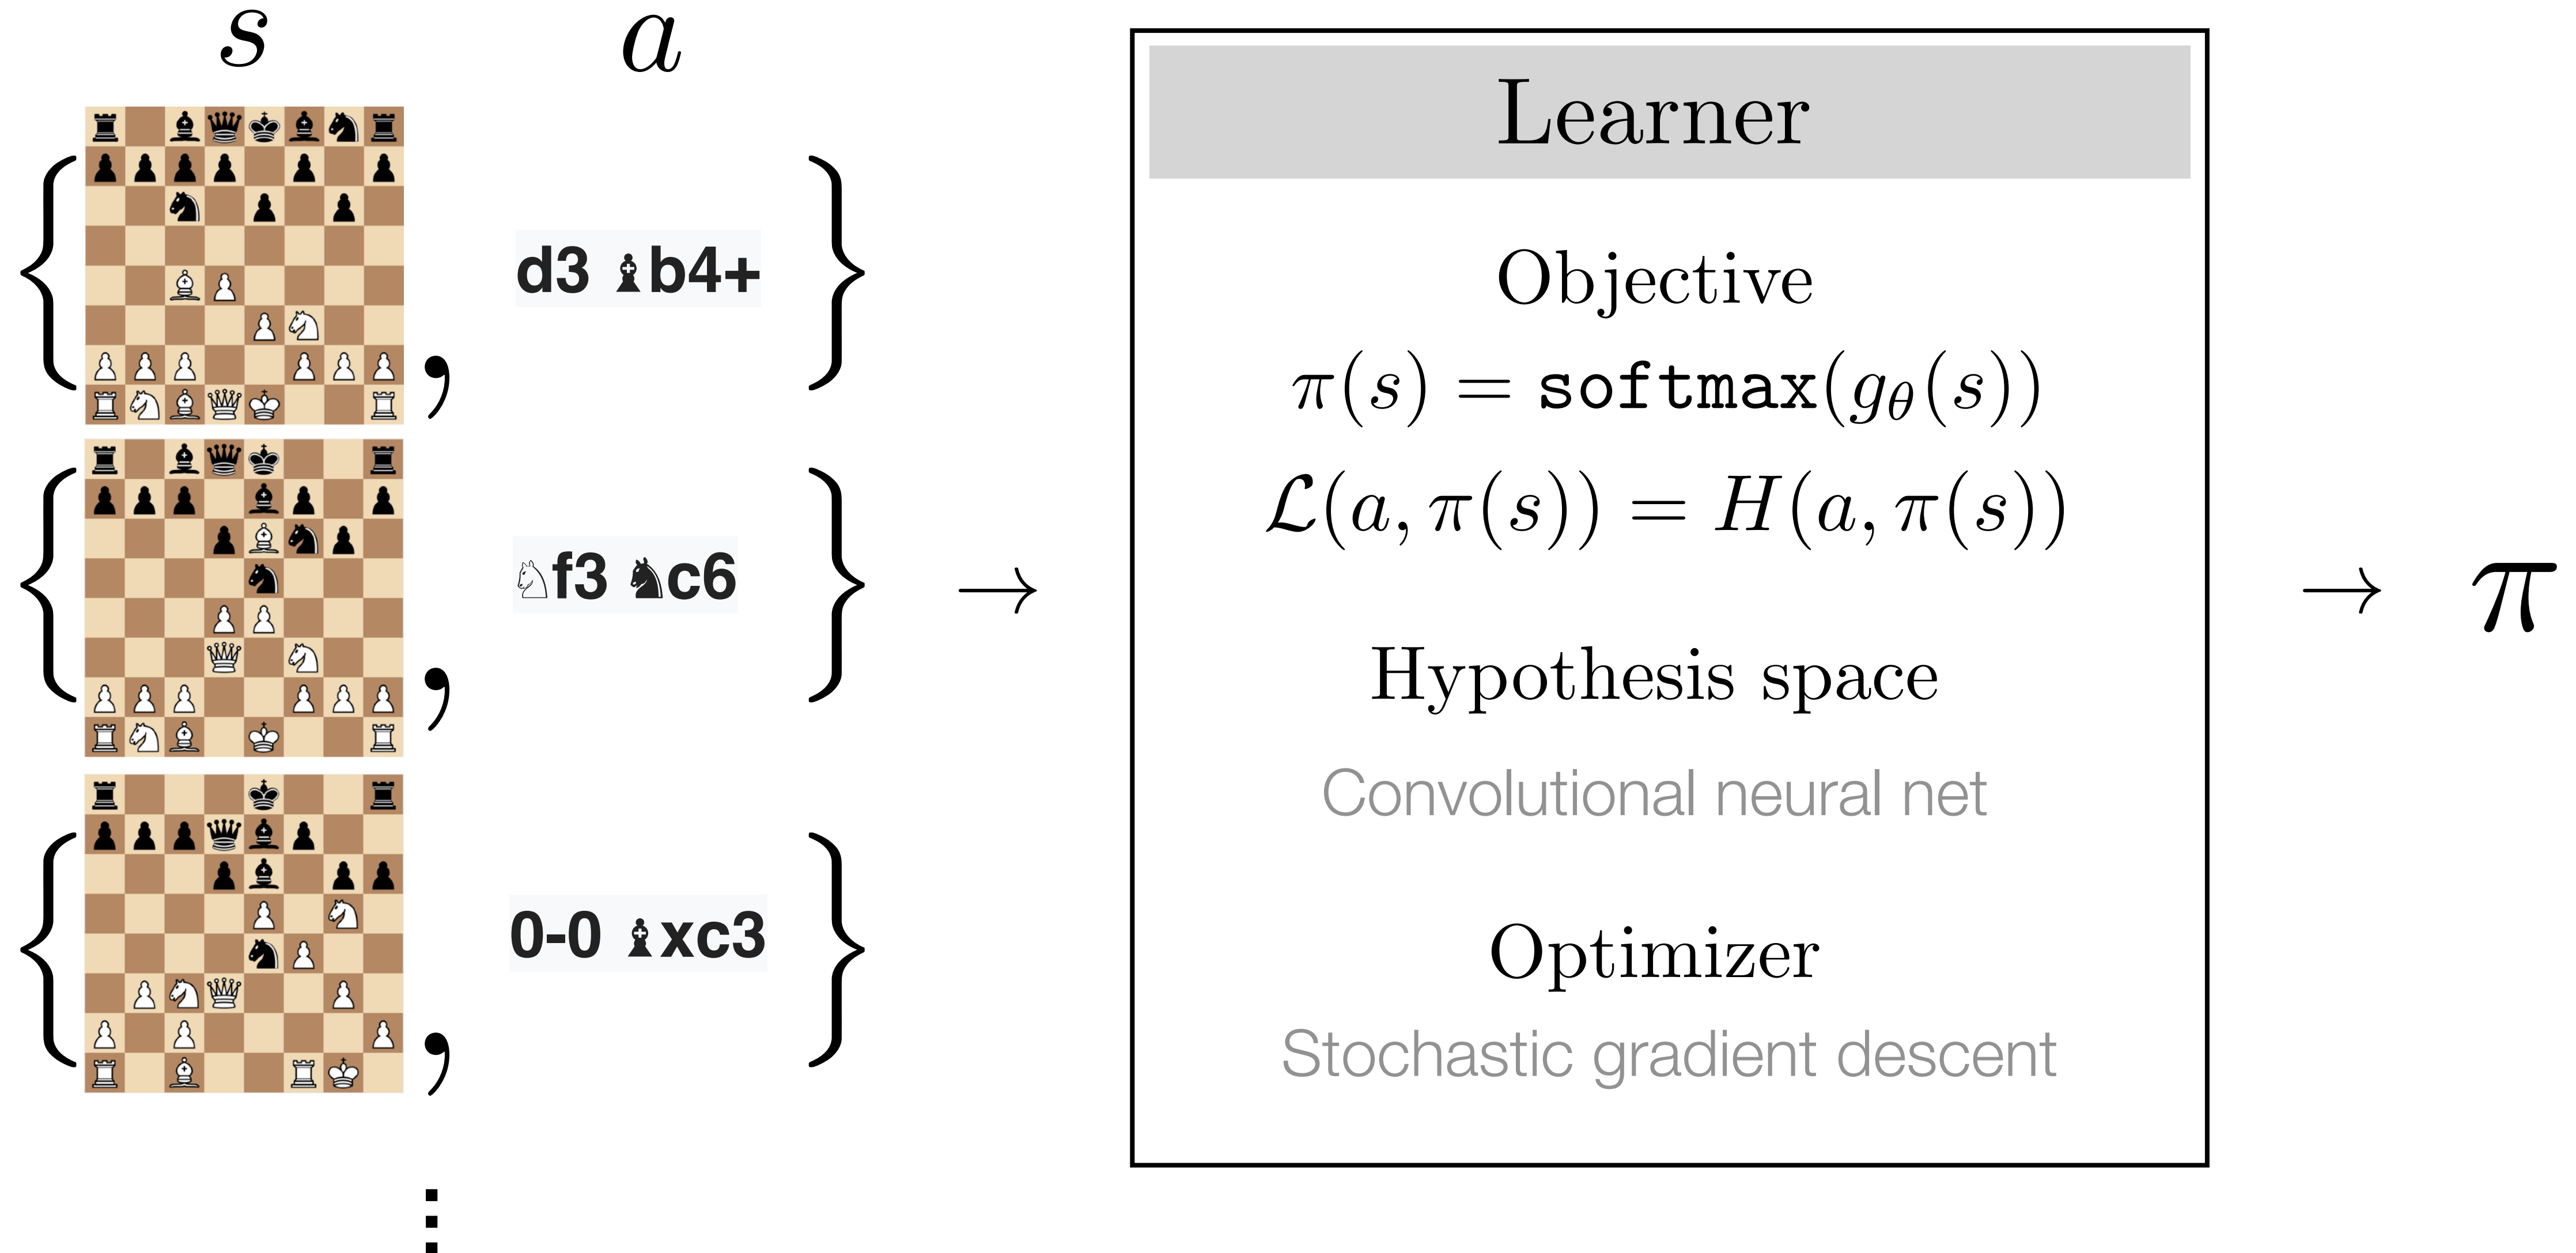 s a
d3 ♝b4+
♘f3 ♞c6
0-0 ♝xc3
Learner
Objective
π(s) = softmax(g_θ(s))
ℒ(a, π(s)) = H(a, π(s))
Hypothesis space
Convolutional neural net
Optimizer
Stochastic gradient descent
→ π